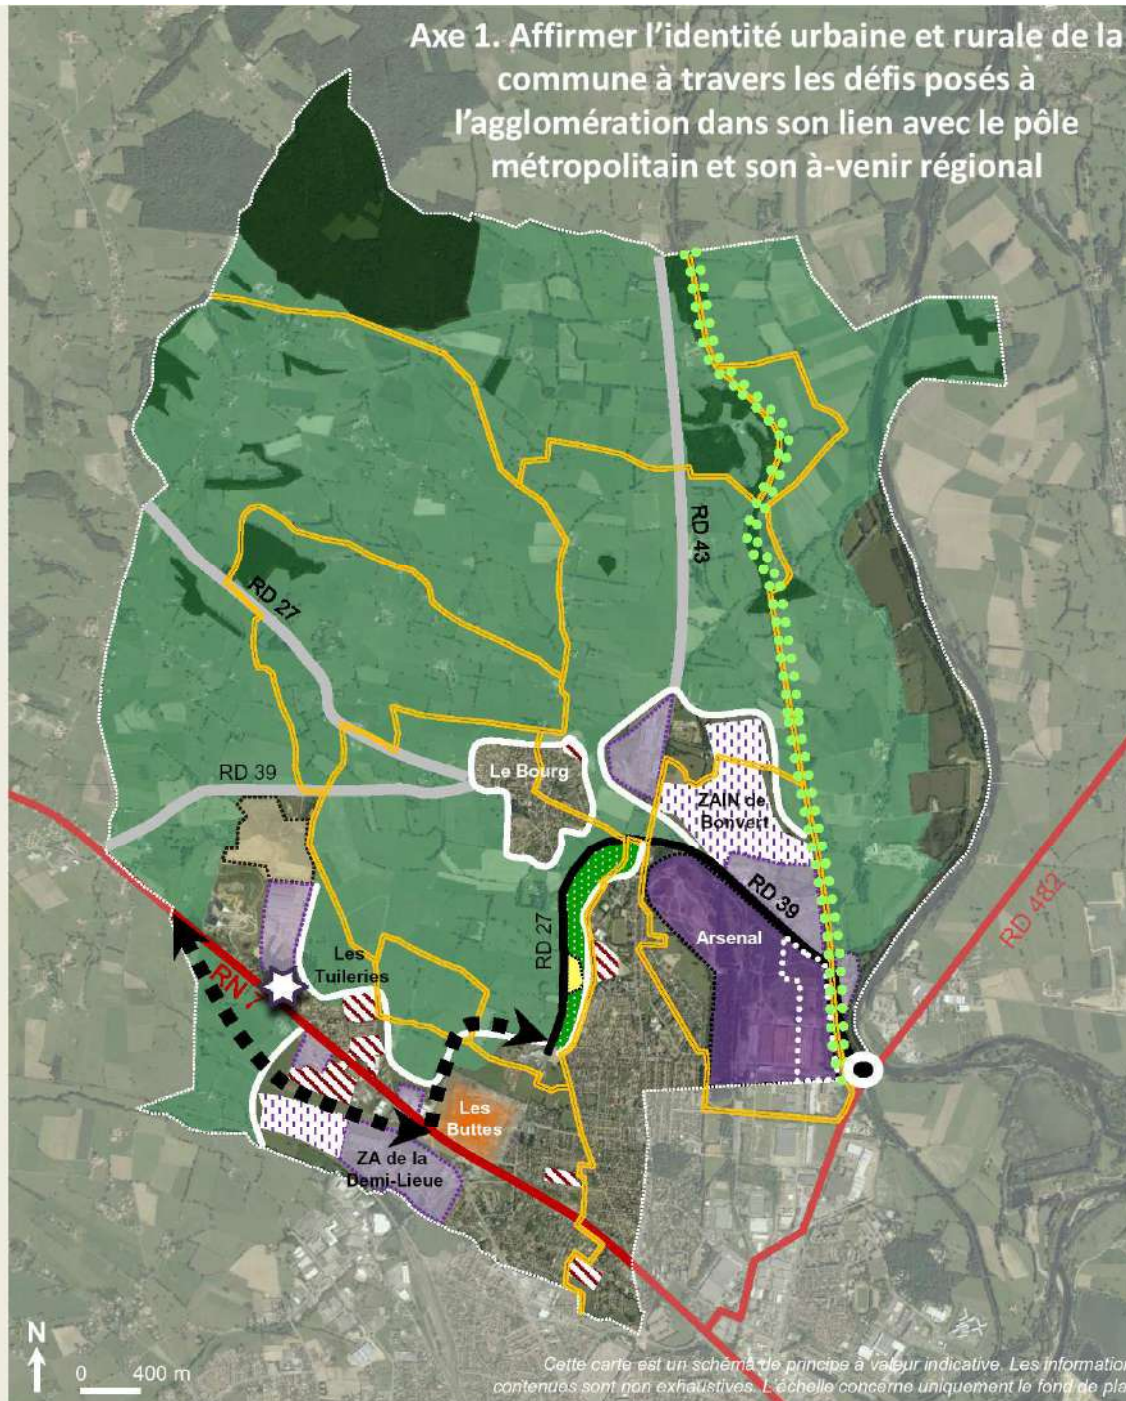 Axe 1. Affirmer l'identité urbaine et rurale de la
commune à travers les défis posés à
l'agglomération dans son lien avec le pôle
métropolitain et son à-venir régional
RD 43
RD 27
RD 39
Le Bourg
ZAIN de
Bonvert
RD 39
RD 482
RD 27
Arsenal
Les
Tuileries
RN 7
Les
Buttes
ZA de la
Demi-Lieue
N
0 400 m
Cette carte est un schéma de principe à valeur indicative. Les information
contenues sont non exhaustives. L'échelle concerne uniquement le fond de pla